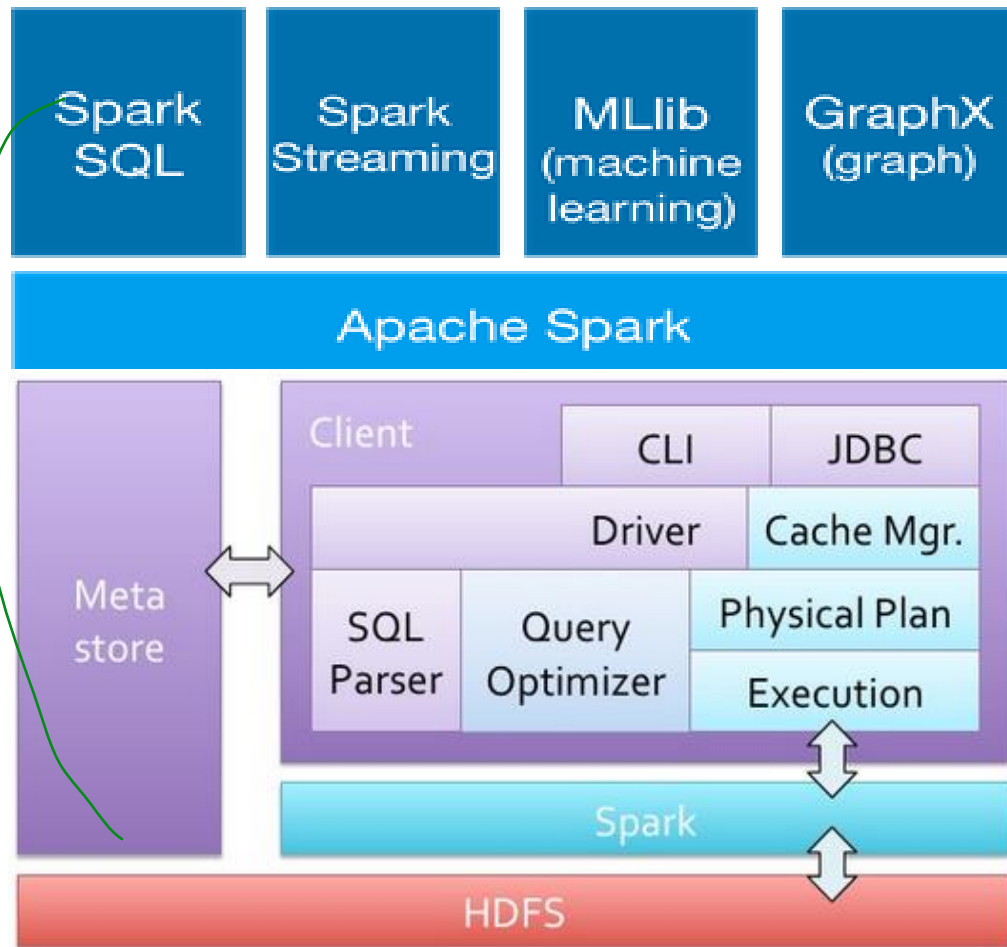 Spark
SQL
Spark
Streaming
MLlib
(machine
learning)
GraphX
(graph)
Apache Spark
Meta
store
Client
CLI
JDBC
Driver
Cache Mgr.
SQL
Parser
Query
Optimizer
Physical Plan
Execution
Spark
HDFS